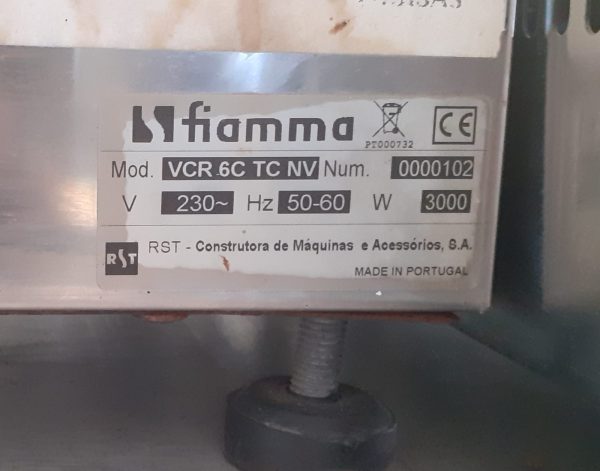 fiamma
PT000732
CE
Mod. VCR 6C TC NV Num. 0000102
V 230~ Hz 50-60 W 3000
RST
RST - Construtora de Máquinas e Acessórios, S.A.
MADE IN PORTUGAL